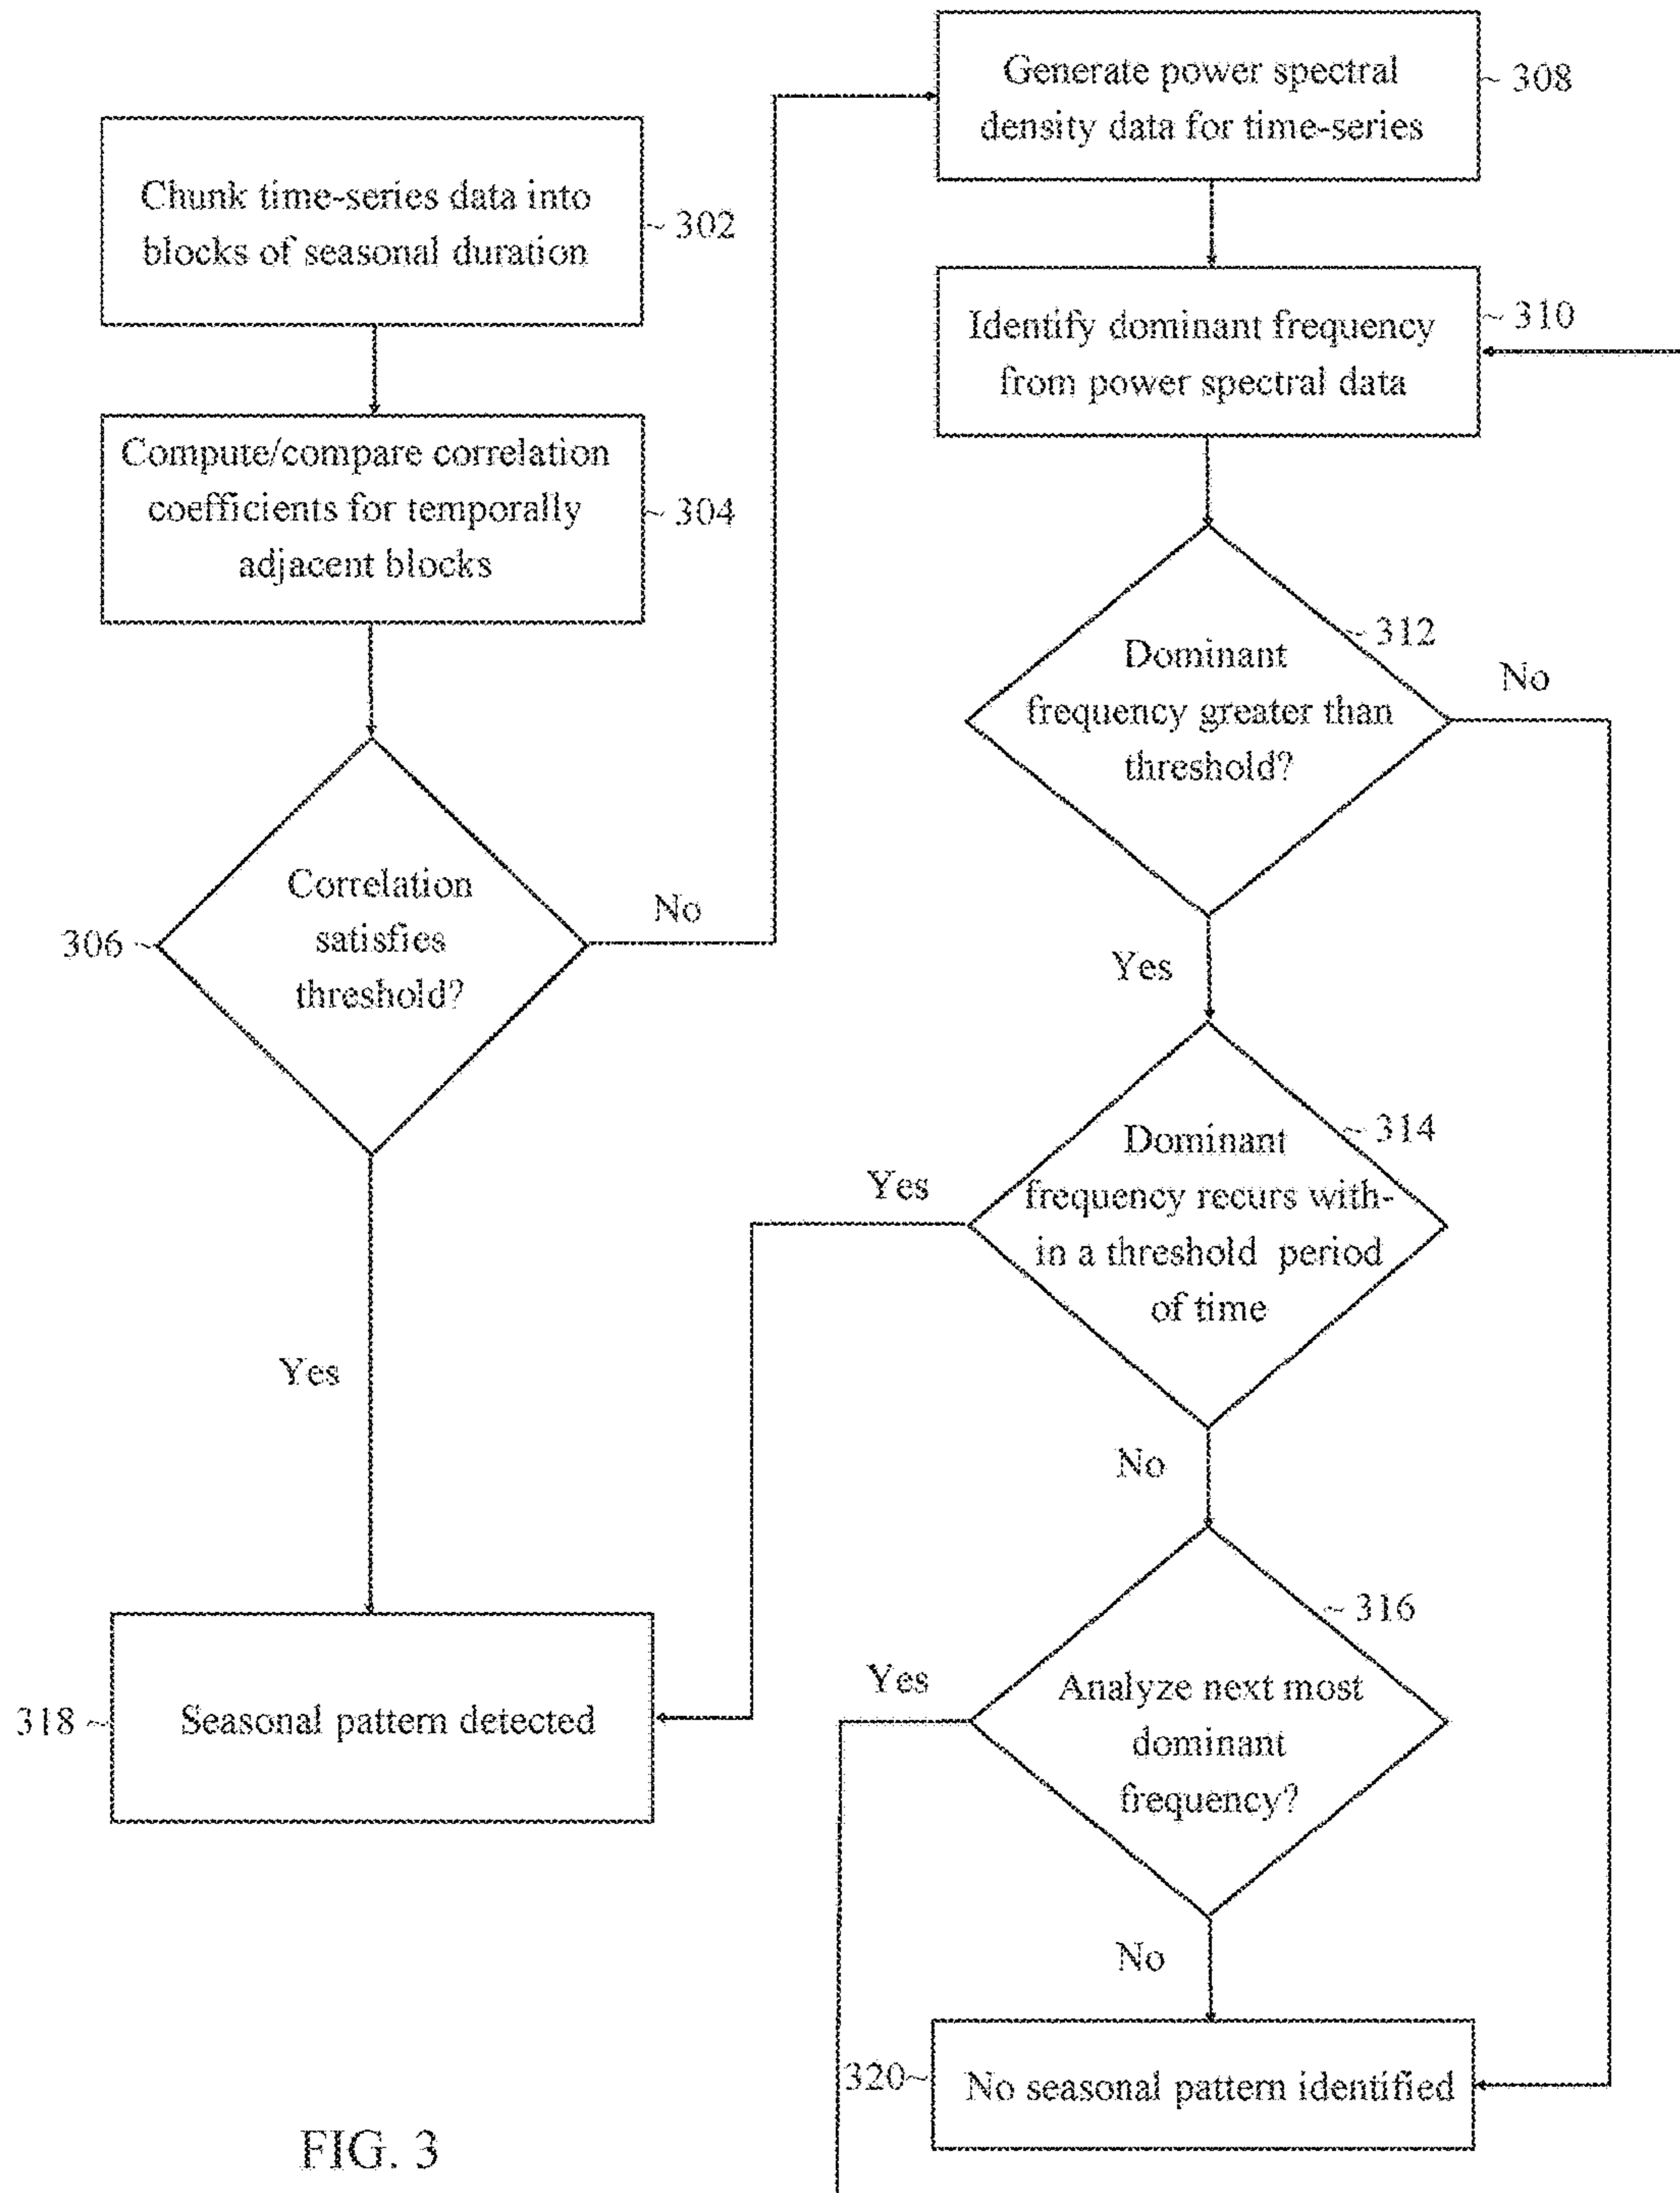 Chunk time-series data into
blocks of seasonal duration
~ 302
Compute/compare correlation
coefficients for temporally
adjacent blocks
~ 304
Correlation
satisfies
threshold?
306 ~
No
Yes
Seasonal pattern detected
318 ~
Generate power spectral
density data for time-series
~ 308
Identify dominant frequency
from power spectral data
~ 310
Dominant
frequency greater than
threshold?
~ 312
No
Yes
Dominant
frequency recurs with-
in a threshold period
of time
~ 314
Yes
No
Analyze next most
dominant
frequency?
~ 316
Yes
No
No seasonal pattern identified
320 ~
FIG. 3